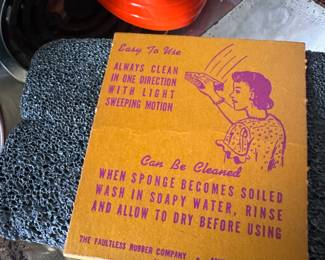 Easy To Use
ALWAYS CLEAN
IN ONE DIRECTION
WITH LIGHT
SWEEPING MOTION
Can Be Cleaned
WHEN SPONGE BECOMES SOILED
WASH IN SOAPY WATER, RINSE
AND ALLOW TO DRY BEFORE USING
THE FAULTLESS RUBBER COMPANY